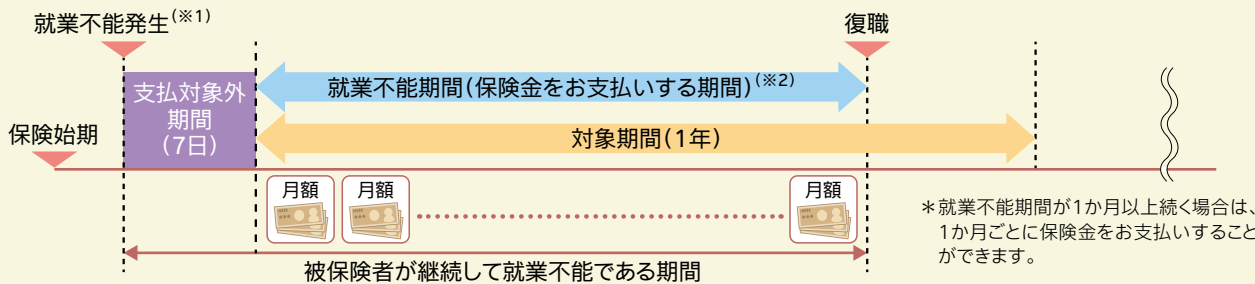 就業不能発生(※1)
復職
支払対象外
期間
(7日)
就業不能期間(保険金をお支払いする期間)(※2)
保険始期
対象期間(1年)
月額
月額
月額
＊就業不能期間が1か月以上続く場合は、
1か月ごとに保険金をお支払いすること
ができます。
被保険者が継続して就業不能である期間